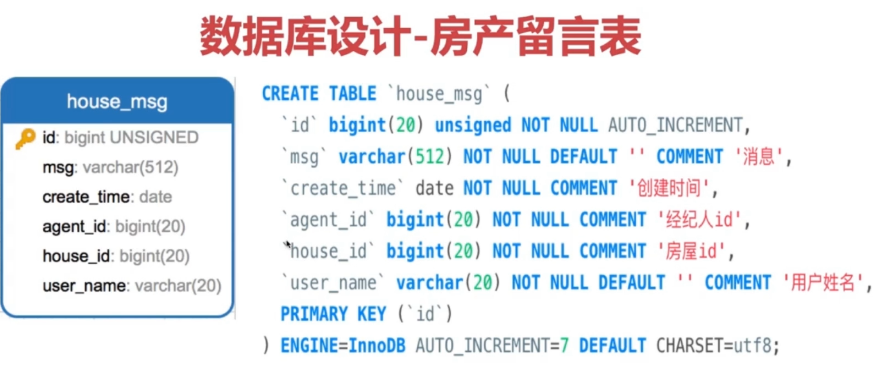 数据库设计-房产留言表
house_msg
id: bigint UNSIGNED
msg: varchar(512)
create_time: date
agent_id: bigint(20)
house_id: bigint(20)
user_name: varchar(20)
CREATE TABLE `house_msg` (
`id` bigint(20) unsigned NOT NULL AUTO_INCREMENT,
`msg` varchar(512) NOT NULL DEFAULT '' COMMENT '消息',
`create_time` date NOT NULL COMMENT '创建时间',
`agent_id` bigint(20) NOT NULL COMMENT '经纪人id',
`house_id` bigint(20) NOT NULL COMMENT '房屋id',
`user_name` varchar(20) NOT NULL DEFAULT '' COMMENT '用户姓名',
PRIMARY KEY (`id`)
) ENGINE=InnoDB AUTO_INCREMENT=7 DEFAULT CHARSET=utf8;